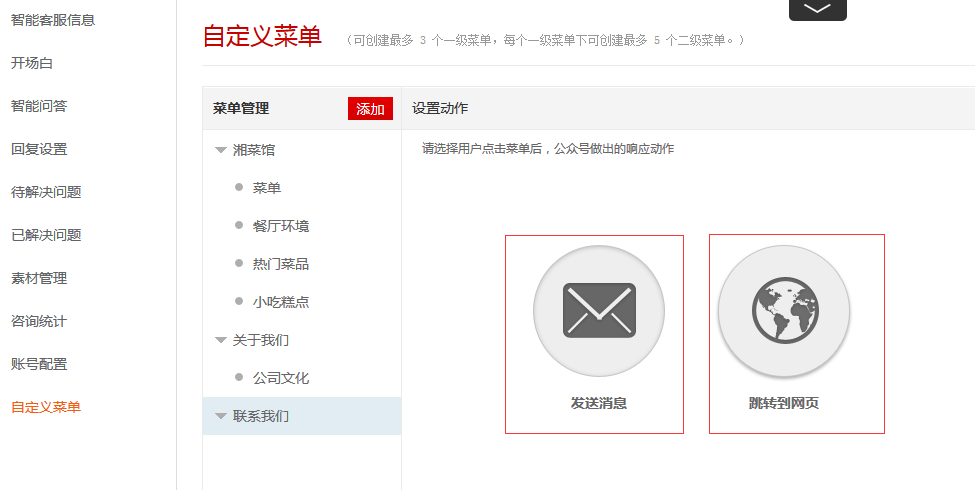 智能客服信息
开场白
智能问答
回复设置
待解决问题
已解决问题
素材管理
咨询统计
账号配置
自定义菜单
自定义菜单 （可创建最多 3 个一级菜单，每个一级菜单下可创建最多 5 个二级菜单。）
菜单管理 添加
湘菜馆
菜单
餐厅环境
热门菜品
小吃糕点
关于我们
公司文化
联系我们
设置动作
请选择用户点击菜单后，公众号做出的响应动作
发送消息
跳转到网页